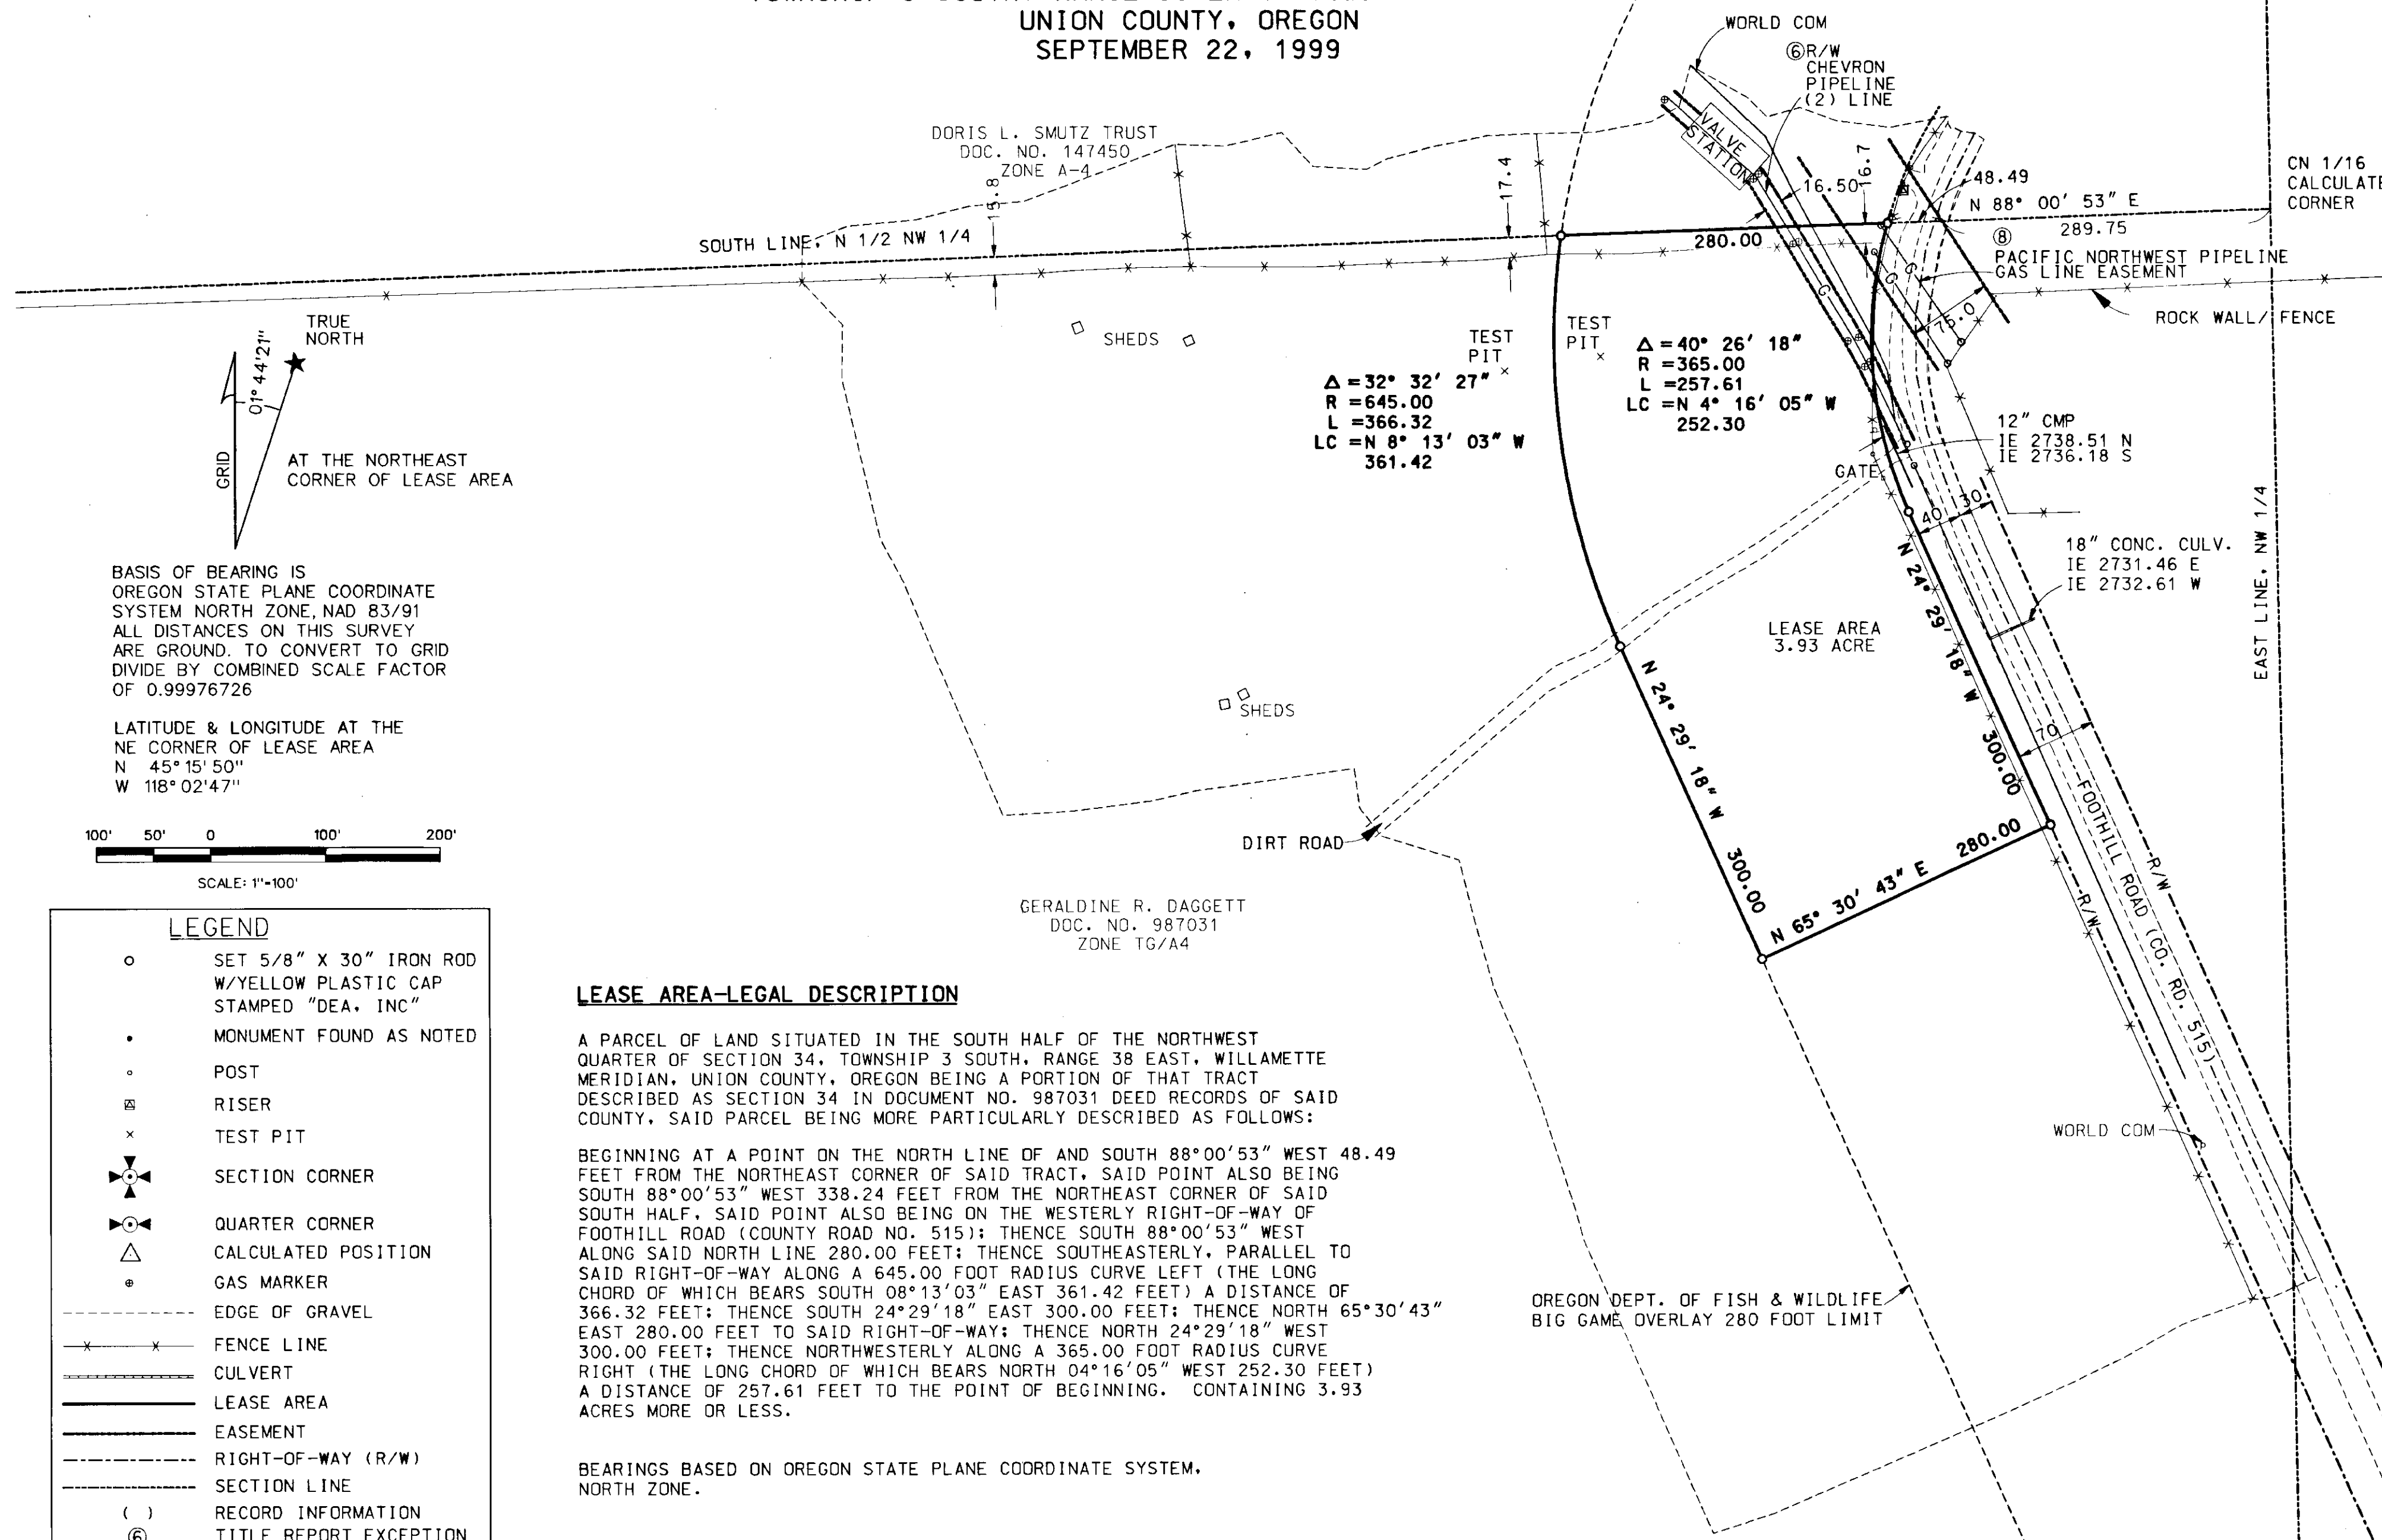 UNION COUNTY, OREGON
SEPTEMBER 22, 1999
WORLD COM
⑥ R/W
CHEVRON
PIPELINE
(2) LINE
DORIS L. SMUTZ TRUST
DOC. NO. 147450
ZONE A-4
VALVE
STATION
15.8
17.4
16.50
16.7
48.49
N 88° 00' 53" E
289.75
CN 1/16
CALCULATE
CORNER
SOUTH LINE, N 1/2 NW 1/4
280.00
⑧
PACIFIC NORTHWEST PIPELINE
GAS LINE EASEMENT
G
G
G
75.0
ROCK WALL/ FENCE
TRUE
NORTH
01° 44'21"
GRID
AT THE NORTHEAST
CORNER OF LEASE AREA
SHEDS
TEST
PIT
TEST
PIT
Δ = 32° 32' 27"
R = 645.00
L = 366.32
LC = N 8° 13' 03" W
361.42
Δ = 40° 26' 18"
R = 365.00
L = 257.61
LC = N 4° 16' 05" W
252.30
12" CMP
IE 2738.51 N
IE 2736.18 S
GATE
40
30
18" CONC. CULV.
IE 2731.46 E
IE 2732.61 W
EAST LINE, NW 1/4
BASIS OF BEARING IS
OREGON STATE PLANE COORDINATE
SYSTEM NORTH ZONE, NAD 83/91
ALL DISTANCES ON THIS SURVEY
ARE GROUND. TO CONVERT TO GRID
DIVIDE BY COMBINED SCALE FACTOR
OF 0.99976726
LATITUDE & LONGITUDE AT THE
NE CORNER OF LEASE AREA
N 45° 15' 50"
W 118° 02'47"
LEASE AREA
3.93 ACRE
N 24° 29' 18" W 300.00
N 24° 29' 18" W 300.00
SHEDS
70
DIRT ROAD
N 65° 30' 43" E 280.00
FOOTHILL ROAD (CO. RD. 515)
R/W
R/W
100' 50' 0 100' 200'
SCALE: 1"-100'
GERALDINE R. DAGGETT
DOC. NO. 987031
ZONE TG/A4
LEGEND
SET 5/8" X 30" IRON ROD
W/YELLOW PLASTIC CAP
STAMPED "DEA, INC"
MONUMENT FOUND AS NOTED
POST
RISER
TEST PIT
SECTION CORNER
QUARTER CORNER
CALCULATED POSITION
GAS MARKER
EDGE OF GRAVEL
FENCE LINE
CULVERT
LEASE AREA
EASEMENT
RIGHT-OF-WAY (R/W)
SECTION LINE
( ) RECORD INFORMATION
⑥ TITLE REPORT EXCEPTION
LEASE AREA-LEGAL DESCRIPTION
A PARCEL OF LAND SITUATED IN THE SOUTH HALF OF THE NORTHWEST
QUARTER OF SECTION 34, TOWNSHIP 3 SOUTH, RANGE 38 EAST, WILLAMETTE
MERIDIAN, UNION COUNTY, OREGON BEING A PORTION OF THAT TRACT
DESCRIBED AS SECTION 34 IN DOCUMENT NO. 987031 DEED RECORDS OF SAID
COUNTY, SAID PARCEL BEING MORE PARTICULARLY DESCRIBED AS FOLLOWS:
BEGINNING AT A POINT ON THE NORTH LINE OF AND SOUTH 88°00'53" WEST 48.49
FEET FROM THE NORTHEAST CORNER OF SAID TRACT, SAID POINT ALSO BEING
SOUTH 88°00'53" WEST 338.24 FEET FROM THE NORTHEAST CORNER OF SAID
SOUTH HALF, SAID POINT ALSO BEING ON THE WESTERLY RIGHT-OF-WAY OF
FOOTHILL ROAD (COUNTY ROAD NO. 515); THENCE SOUTH 88°00'53" WEST
ALONG SAID NORTH LINE 280.00 FEET; THENCE SOUTHEASTERLY, PARALLEL TO
SAID RIGHT-OF-WAY ALONG A 645.00 FOOT RADIUS CURVE LEFT (THE LONG
CHORD OF WHICH BEARS SOUTH 08°13'03" EAST 361.42 FEET) A DISTANCE OF
366.32 FEET; THENCE SOUTH 24°29'18" EAST 300.00 FEET; THENCE NORTH 65°30'43"
EAST 280.00 FEET TO SAID RIGHT-OF-WAY; THENCE NORTH 24°29'18" WEST
300.00 FEET; THENCE NORTHWESTERLY ALONG A 365.00 FOOT RADIUS CURVE
RIGHT (THE LONG CHORD OF WHICH BEARS NORTH 04°16'05" WEST 252.30 FEET)
A DISTANCE OF 257.61 FEET TO THE POINT OF BEGINNING. CONTAINING 3.93
ACRES MORE OR LESS.
BEARINGS BASED ON OREGON STATE PLANE COORDINATE SYSTEM,
NORTH ZONE.
WORLD COM
OREGON DEPT. OF FISH & WILDLIFE
BIG GAME OVERLAY 280 FOOT LIMIT